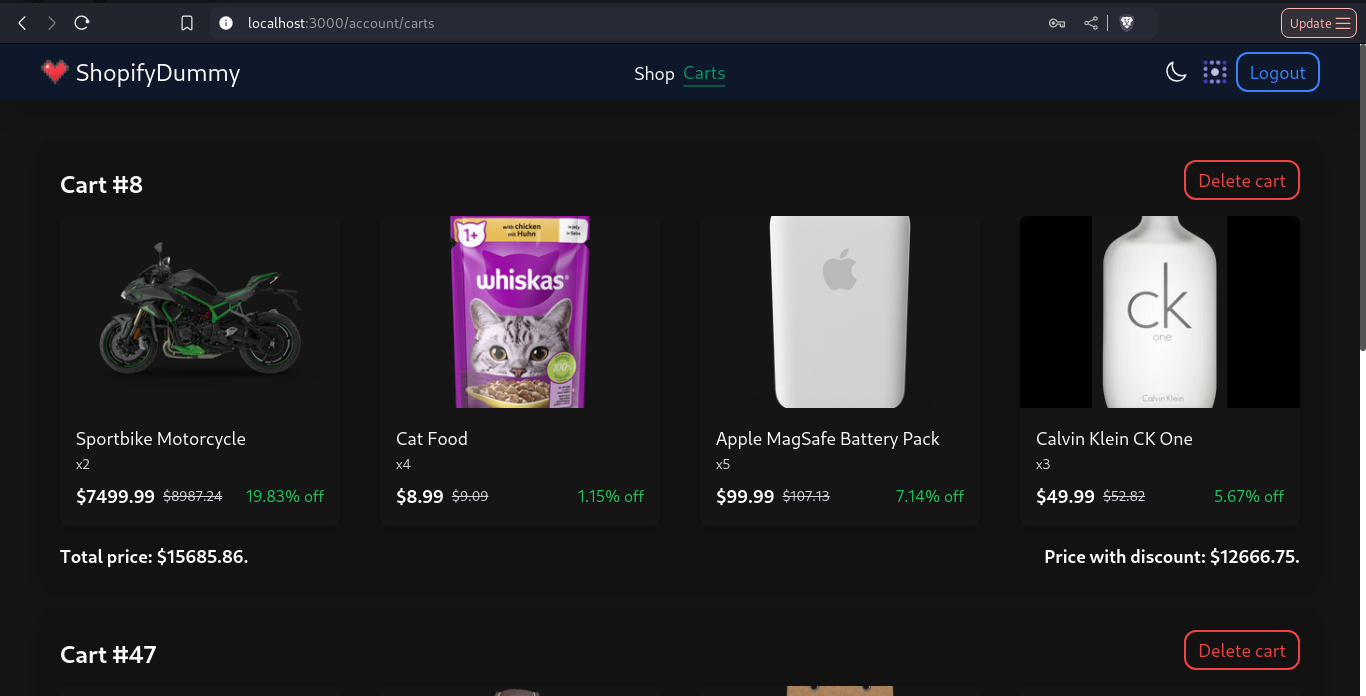 localhost:3000/account/carts
Update
ShopifyDummy
Shop Carts
Logout
Cart #8
Delete cart
1+
with chicken
mit Huhn
in jelly
in Gelee
whiskas®
100%
ck
one
Calvin Klein
Sportbike Motorcycle
x2
$7499.99 $8987.24 19.83% off
Cat Food
x4
$8.99 $9.09 1.15% off
Apple MagSafe Battery Pack
x5
$99.99 $107.13 7.14% off
Calvin Klein CK One
x3
$49.99 $52.82 5.67% off
Total price: $15685.86.
Price with discount: $12666.75.
Cart #47
Delete cart